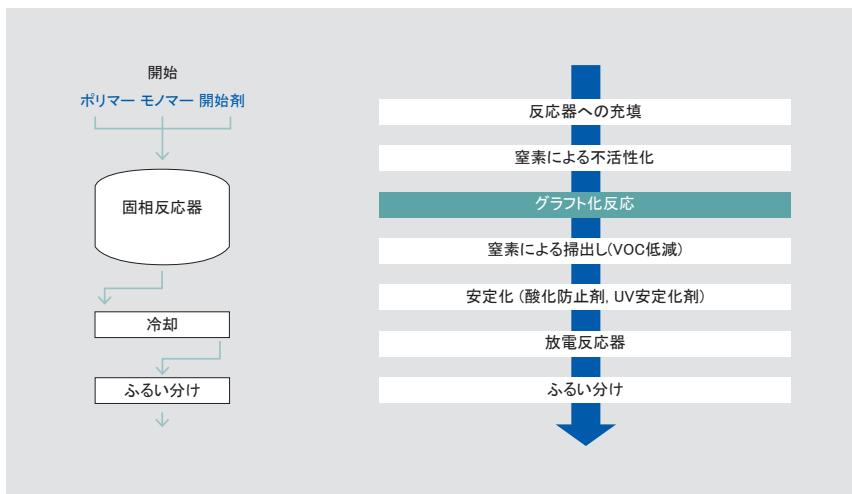 開始
ポリマー モノマー 開始剤
固相反応器
冷却
ふるい分け
反応器への充填
窒素による不活性化
グラフト化反応
窒素による掃出し(VOC低減)
安定化 (酸化防止剤, UV安定化剤)
放電反応器
ふるい分け